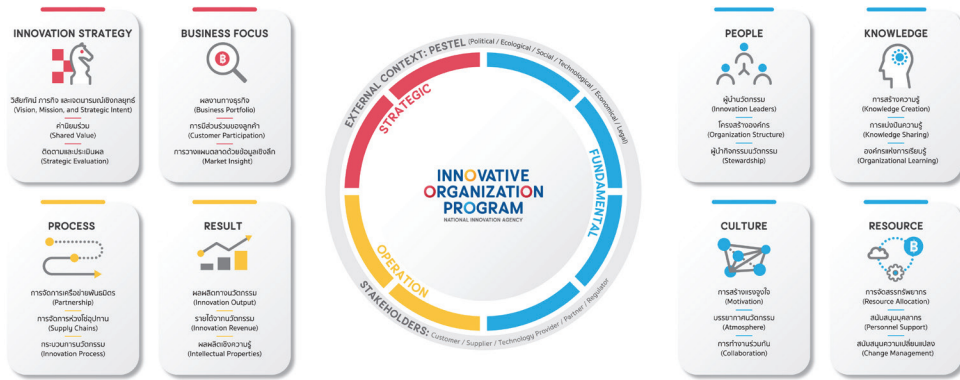 INNOVATION STRATEGY
วิสัยทัศน์ ภารกิจ และเจตนารมณ์เชิงกลยุทธ์
(Vision, Mission, and Strategic Intent)
ค่านิยมร่วม
(Shared Value)
ติดตามและประเมินผล
(Strategic Evaluation)
BUSINESS FOCUS
ผลงานทางธุรกิจ
(Business Portfolio)
การมีส่วนร่วมของลูกค้า
(Customer Participation)
การวางแผนตลาดด้วยข้อมูลเชิงลึก
(Market Insight)
PROCESS
การจัดการเครือข่ายพันธมิตร
(Partnership)
การจัดการห่วงโซ่อุปทาน
(Supply Chains)
กระบวนการนวัตกรรม
(Innovation Process)
RESULT
ผลผลิตทางนวัตกรรม
(Innovation Output)
รายได้จากนวัตกรรม
(Innovation Revenue)
ผลผลิตเชิงความรู้
(Intellectual Properties)
EXTERNAL CONTEXT: PESTEL (Political / Ecological / Social / Technological / Economical / Legal)
STRATEGIC
FUNDAMENTAL
OPERATION
INNOVATIVE
ORGANIZATION
PROGRAM
NATIONAL INNOVATION AGENCY
STAKEHOLDERS: Customer / Supplier / Technology Provider / Partner / Regulator
PEOPLE
ผู้นำนวัตกรรม
(Innovation Leaders)
โครงสร้างองค์กร
(Organization Structure)
ผู้นำกิจกรรมนวัตกรรม
(Stewardship)
KNOWLEDGE
การสร้างความรู้
(Knowledge Creation)
การแบ่งปันความรู้
(Knowledge Sharing)
องค์กรแห่งการเรียนรู้
(Organizational Learning)
CULTURE
การสร้างแรงจูงใจ
(Motivation)
บรรยากาศนวัตกรรม
(Atmosphere)
การทำงานร่วมกัน
(Collaboration)
RESOURCE
การจัดสรรทรัพยากร
(Resource Allocation)
สนับสนุนบุคลากร
(Personnel Support)
สนับสนุนความเปลี่ยนแปลง
(Change Management)